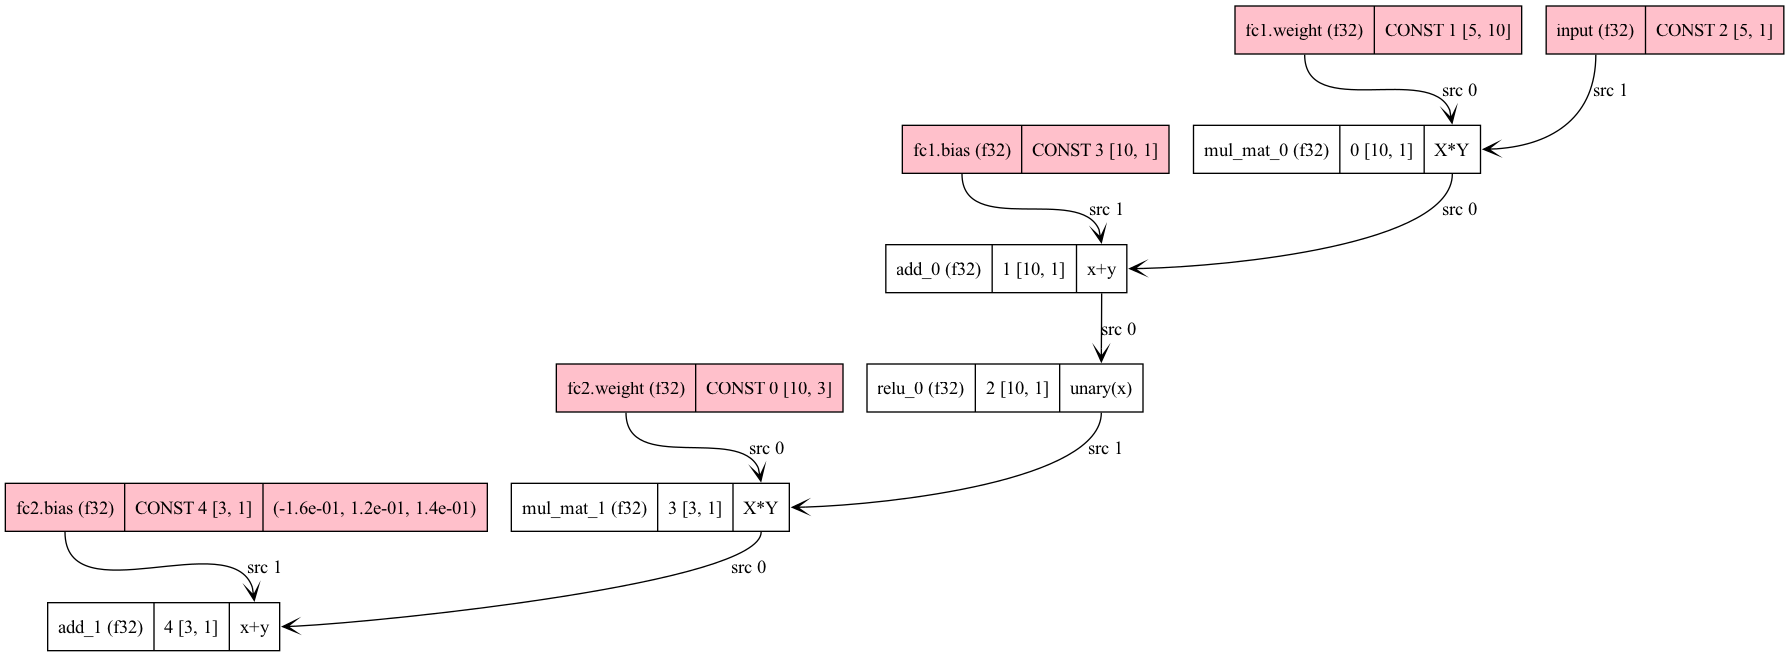 fc1.weight (f32) CONST 1 [5, 10] input (f32) CONST 2 [5, 1]
src 0 src 1
fc1.bias (f32) CONST 3 [10, 1] mul_mat_0 (f32) 0 [10, 1] X*Y
src 1 src 0
add_0 (f32) 1 [10, 1] x+y
src 0
fc2.weight (f32) CONST 0 [10, 3] relu_0 (f32) 2 [10, 1] unary(x)
src 0 src 1
fc2.bias (f32) CONST 4 [3, 1] (-1.6e-01, 1.2e-01, 1.4e-01) mul_mat_1 (f32) 3 [3, 1] X*Y
src 1 src 0
add_1 (f32) 4 [3, 1] x+y